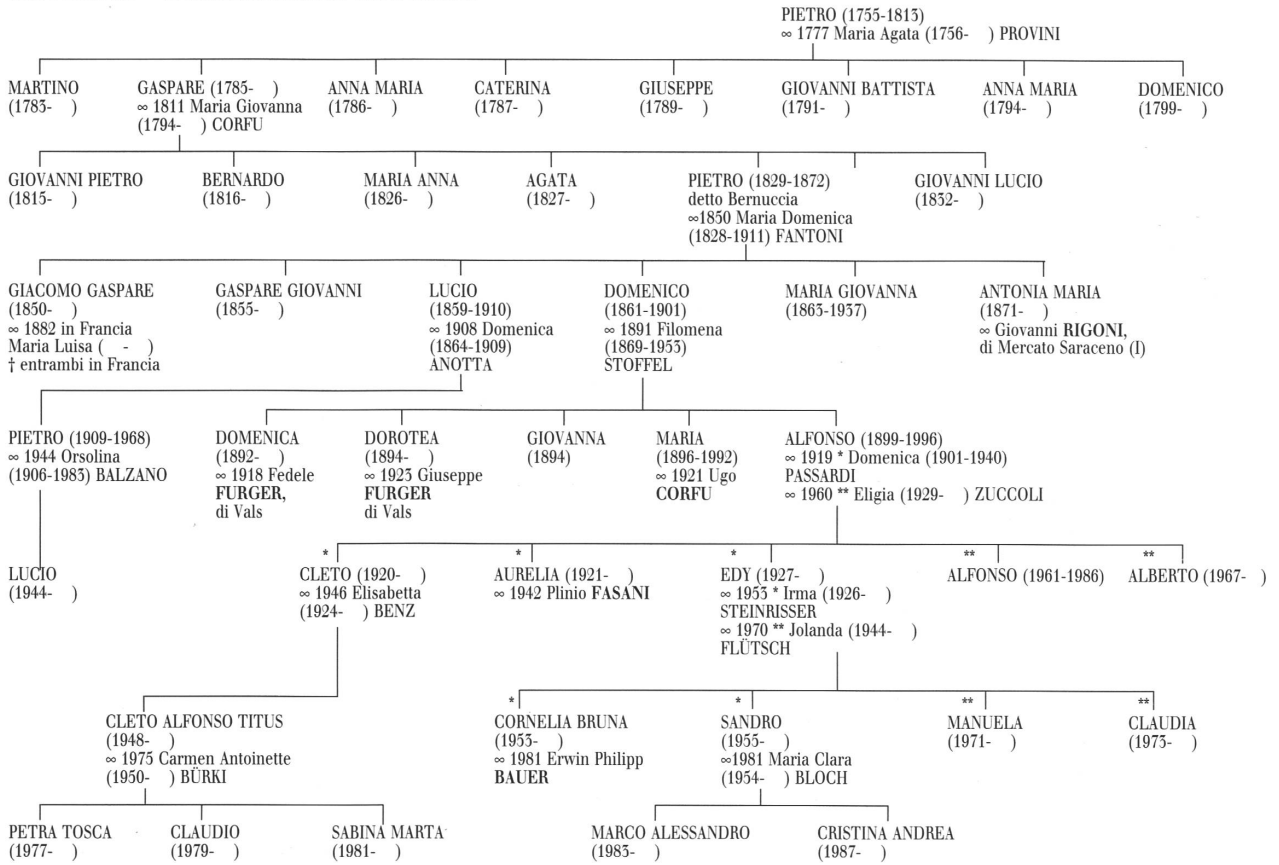 PIETRO (1755-1813)
∞ 1777 Maria Agata (1756- ) PROVINI
MARTINO
(1783- )
GASPARE (1785- )
∞ 1811 Maria Giovanna
(1794- ) CORFU
ANNA MARIA
(1786- )
CATERINA
(1787- )
GIUSEPPE
(1789- )
GIOVANNI BATTISTA
(1791- )
ANNA MARIA
(1794- )
DOMENICO
(1799- )
GIOVANNI PIETRO
(1815- )
BERNARDO
(1816- )
MARIA ANNA
(1826- )
AGATA
(1827- )
PIETRO (1829-1872)
detto Bernuccia
∞1850 Maria Domenica
(1828-1911) FANTONI
GIOVANNI LUCIO
(1832- )
GIACOMO GASPARE
(1850- )
∞ 1882 in Francia
Maria Luisa ( - )
† entrambi in Francia
GASPARE GIOVANNI
(1855- )
LUCIO
(1859-1910)
∞ 1908 Domenica
(1864-1909)
ANOTTA
DOMENICO
(1861-1901)
∞ 1891 Filomena
(1869-1953)
STOFFEL
MARIA GIOVANNA
(1863-1937)
ANTONIA MARIA
(1871- )
∞ Giovanni RIGONI,
di Mercato Saraceno (I)
PIETRO (1909-1968)
∞ 1944 Orsolina
(1906-1983) BALZANO
DOMENICA
(1892- )
∞ 1918 Fedele
FURGER,
di Vals
DOROTEA
(1894- )
∞ 1923 Giuseppe
FURGER
di Vals
GIOVANNA
(1894)
MARIA
(1896-1992)
∞ 1921 Ugo
CORFU
ALFONSO (1899-1996)
∞ 1919 * Domenica (1901-1940)
PASSARDI
∞ 1960 ** Eligia (1929- ) ZUCCOLI
LUCIO
(1944- )
*
CLETO (1920- )
∞ 1946 Elisabetta
(1924- ) BENZ
*
AURELIA (1921- )
∞ 1942 Plinio FASANI
*
EDY (1927- )
∞ 1953 * Irma (1926- )
STEINRISSER
∞ 1970 ** Jolanda (1944- )
FLÜTSCH
**
ALFONSO (1961-1986)
**
ALBERTO (1967- )
CLETO ALFONSO TITUS
(1948- )
∞ 1975 Carmen Antoinette
(1950- ) BÜRKI
*
CORNELIA BRUNA
(1953- )
∞ 1981 Erwin Philipp
BAUER
*
SANDRO
(1955- )
∞1981 Maria Clara
(1954- ) BLOCH
**
MANUELA
(1971- )
**
CLAUDIA
(1973- )
PETRA TOSCA
(1977- )
CLAUDIO
(1979- )
SABINA MARTA
(1981- )
MARCO ALESSANDRO
(1983- )
CRISTINA ANDREA
(1987- )